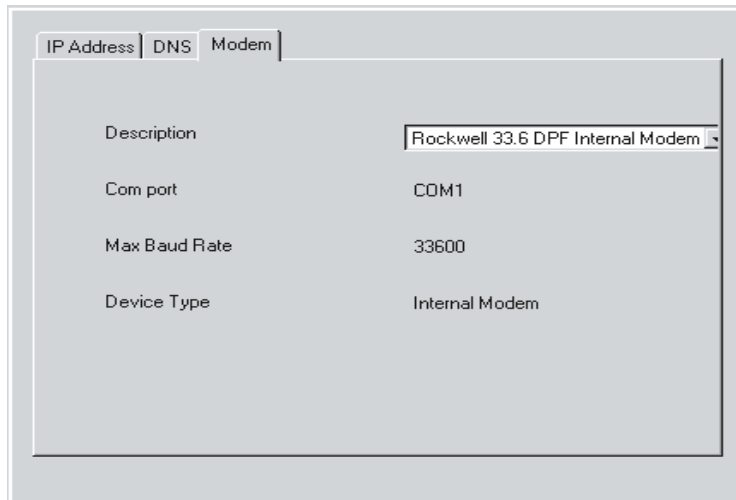 IP Address DNS Modem
Description Rockwell 33.6 DPF Internal Modem
Com port COM1
Max Baud Rate 33600
Device Type Internal Modem